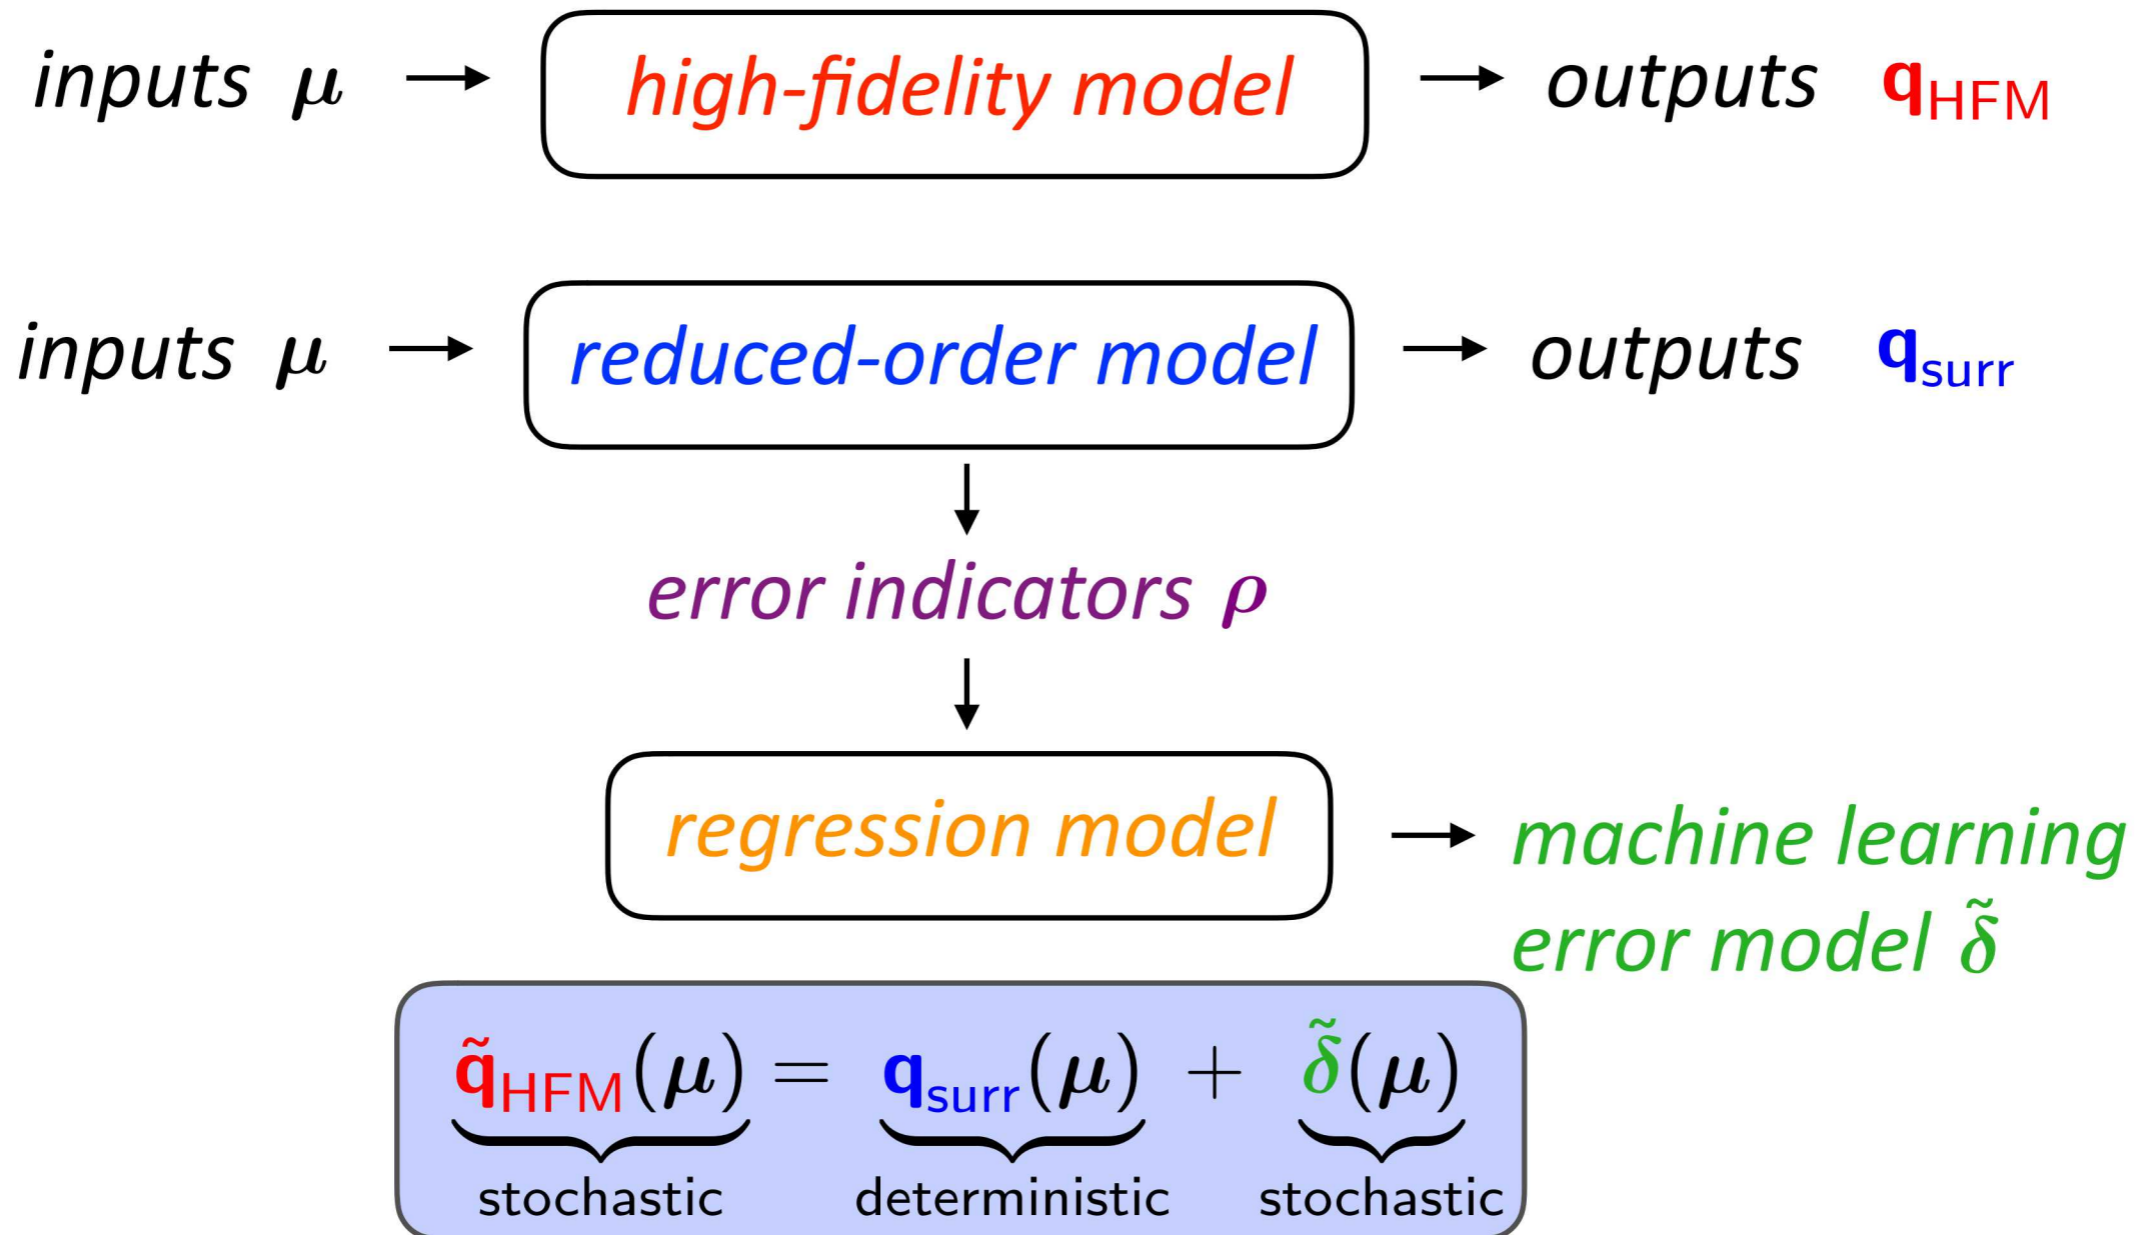 inputs μ → high-fidelity model → outputs q_HFM
inputs μ → reduced-order model → outputs q_surr
error indicators ρ
regression model → machine learning
error model δ̃
q̃_HFM(μ) = q_surr(μ) + δ̃(μ)
stochastic deterministic stochastic